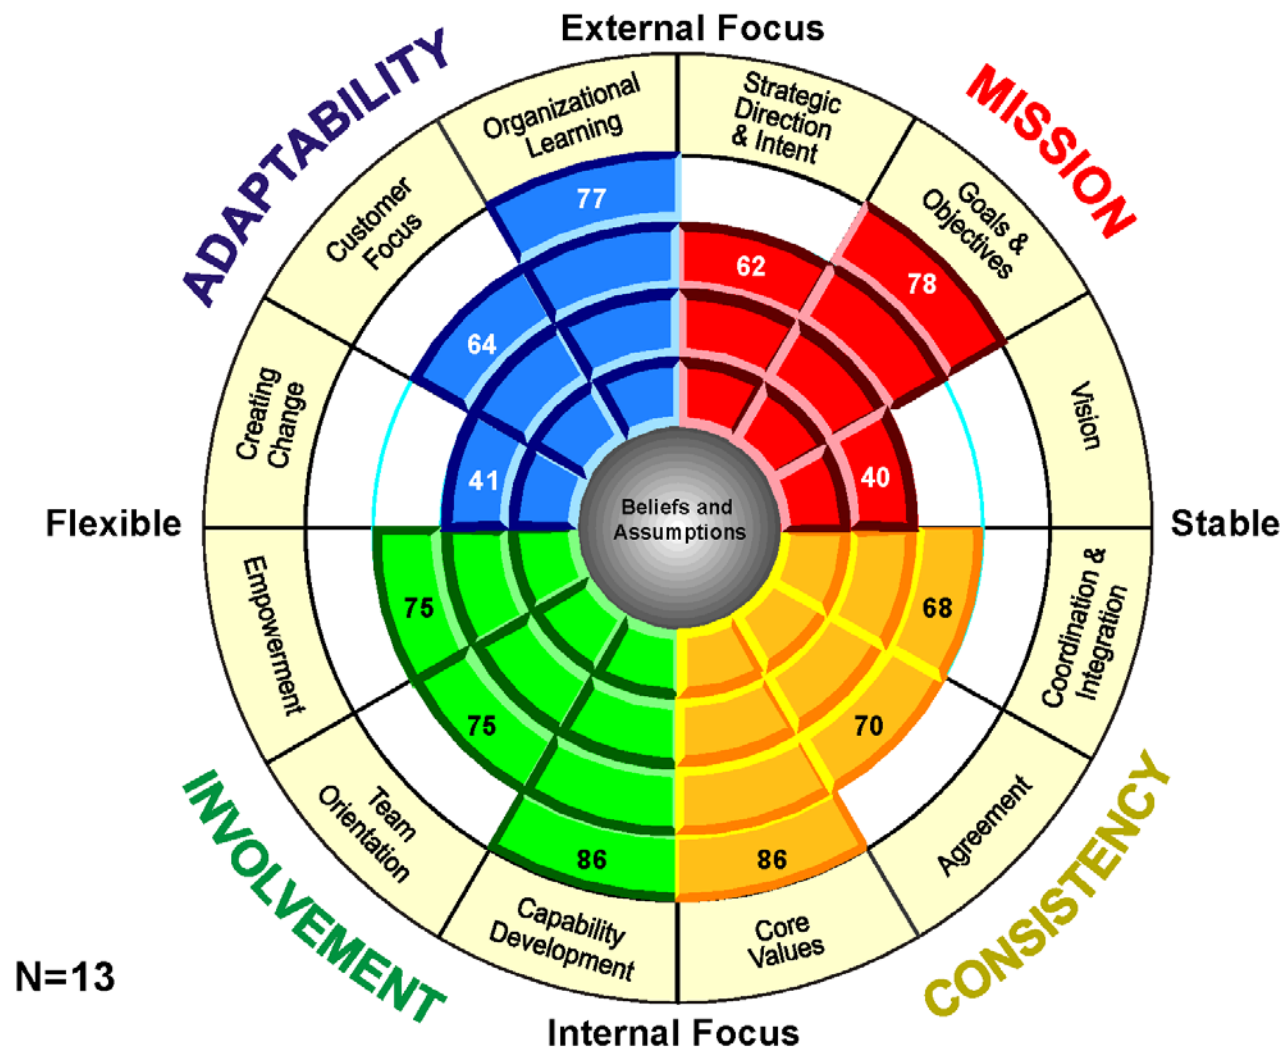 External Focus
ADAPTABILITY
MISSION
Organizational
Learning
Strategic
Direction
& Intent
Customer
Focus
Goals &
Objectives
Creating
Change
Vision
77
62
78
64
41
40
Beliefs and
Assumptions
Flexible
Stable
Empowerment
75
68
Coordination &
Integration
75
70
Team
Orientation
Agreement
86
86
Capability
Development
Core
Values
INVOLVEMENT
CONSISTENCY
N=13
Internal Focus